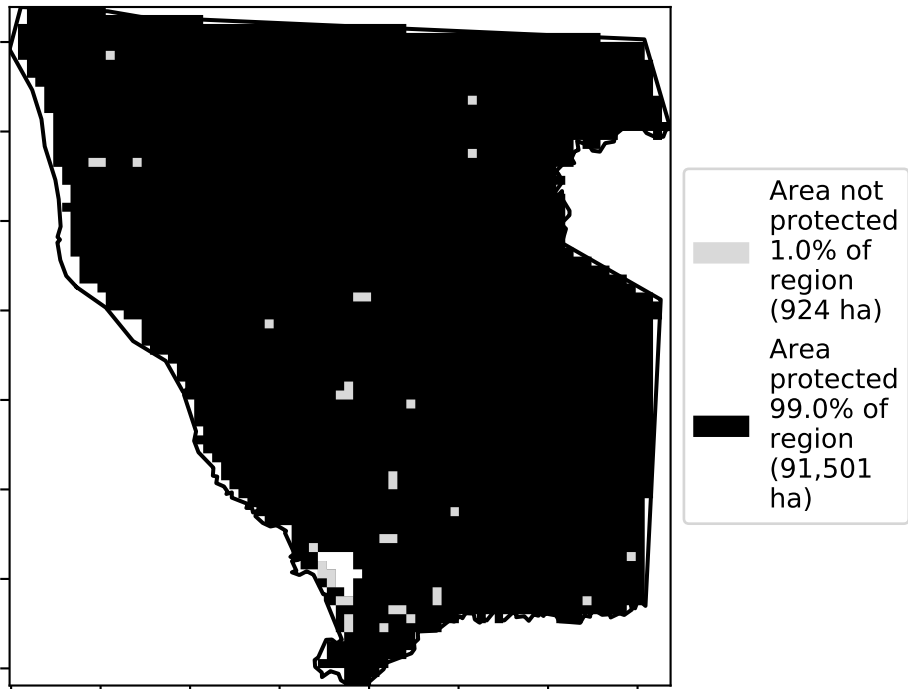 Area not
protected
1.0% of
region
(924 ha)
Area
protected
99.0% of
region
(91,501
ha)